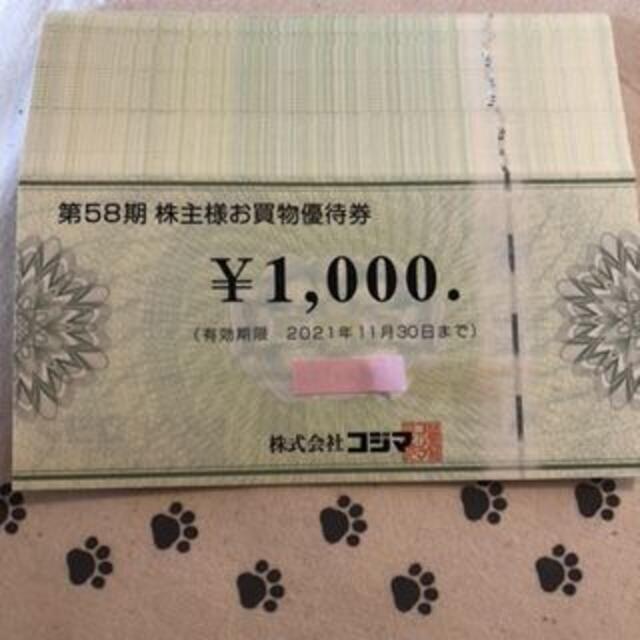 第58期 株主様お買物優待券
¥1,000.
(有効期限 2021年11月30日まで)
株式会社 コジマ